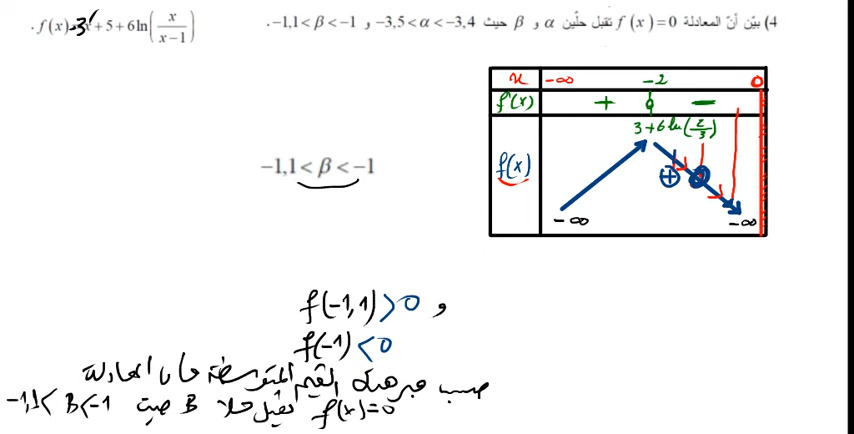 4) بيّن أنّ المعادلة f(x)=0 تقبل حلّين α و β حيث -3,5<α<-3,4 و -1,1<β<-1.
f(x)=x+5+6ln(x/(x-1)).
x -∞ -2 0
f'(x) + 0 -
3+6ln(2/3)
f(x) -∞ + 0 -∞
-1,1<β<-1
f(-1,1)>0 و
f(-1)<0
حسب مبرهنة القيم المتوسطة فان المعادلة
f(x)=0 تقبل حلا β حيث -1,1<β<-1